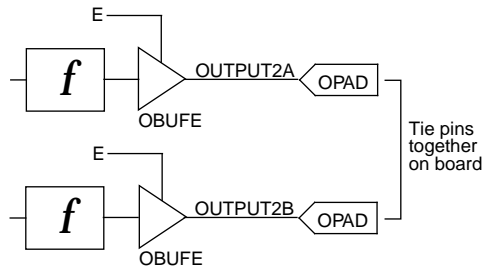 E
f
OUTPUT2A
OPAD
OBUFE
Tie pins
together
on board
E
f
OUTPUT2B
OPAD
OBUFE